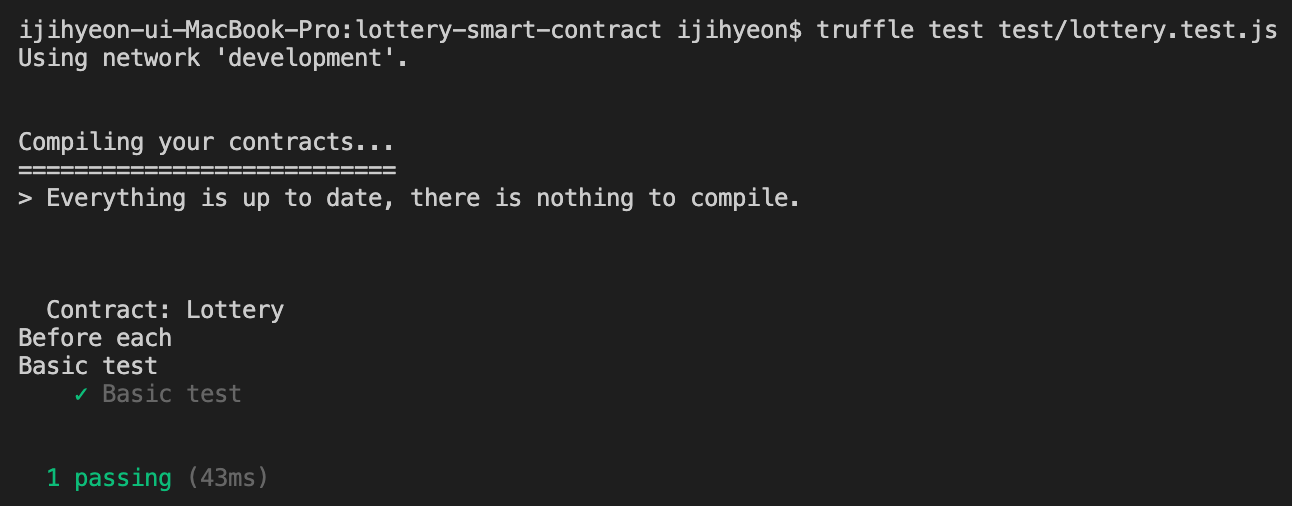 ijihyeon-ui-MacBook-Pro:lottery-smart-contract ijihyeon$ truffle test test/lottery.test.js
Using network 'development'.
Compiling your contracts...
===========================
> Everything is up to date, there is nothing to compile.
Contract: Lottery
Before each
Basic test
✓ Basic test
1 passing (43ms)